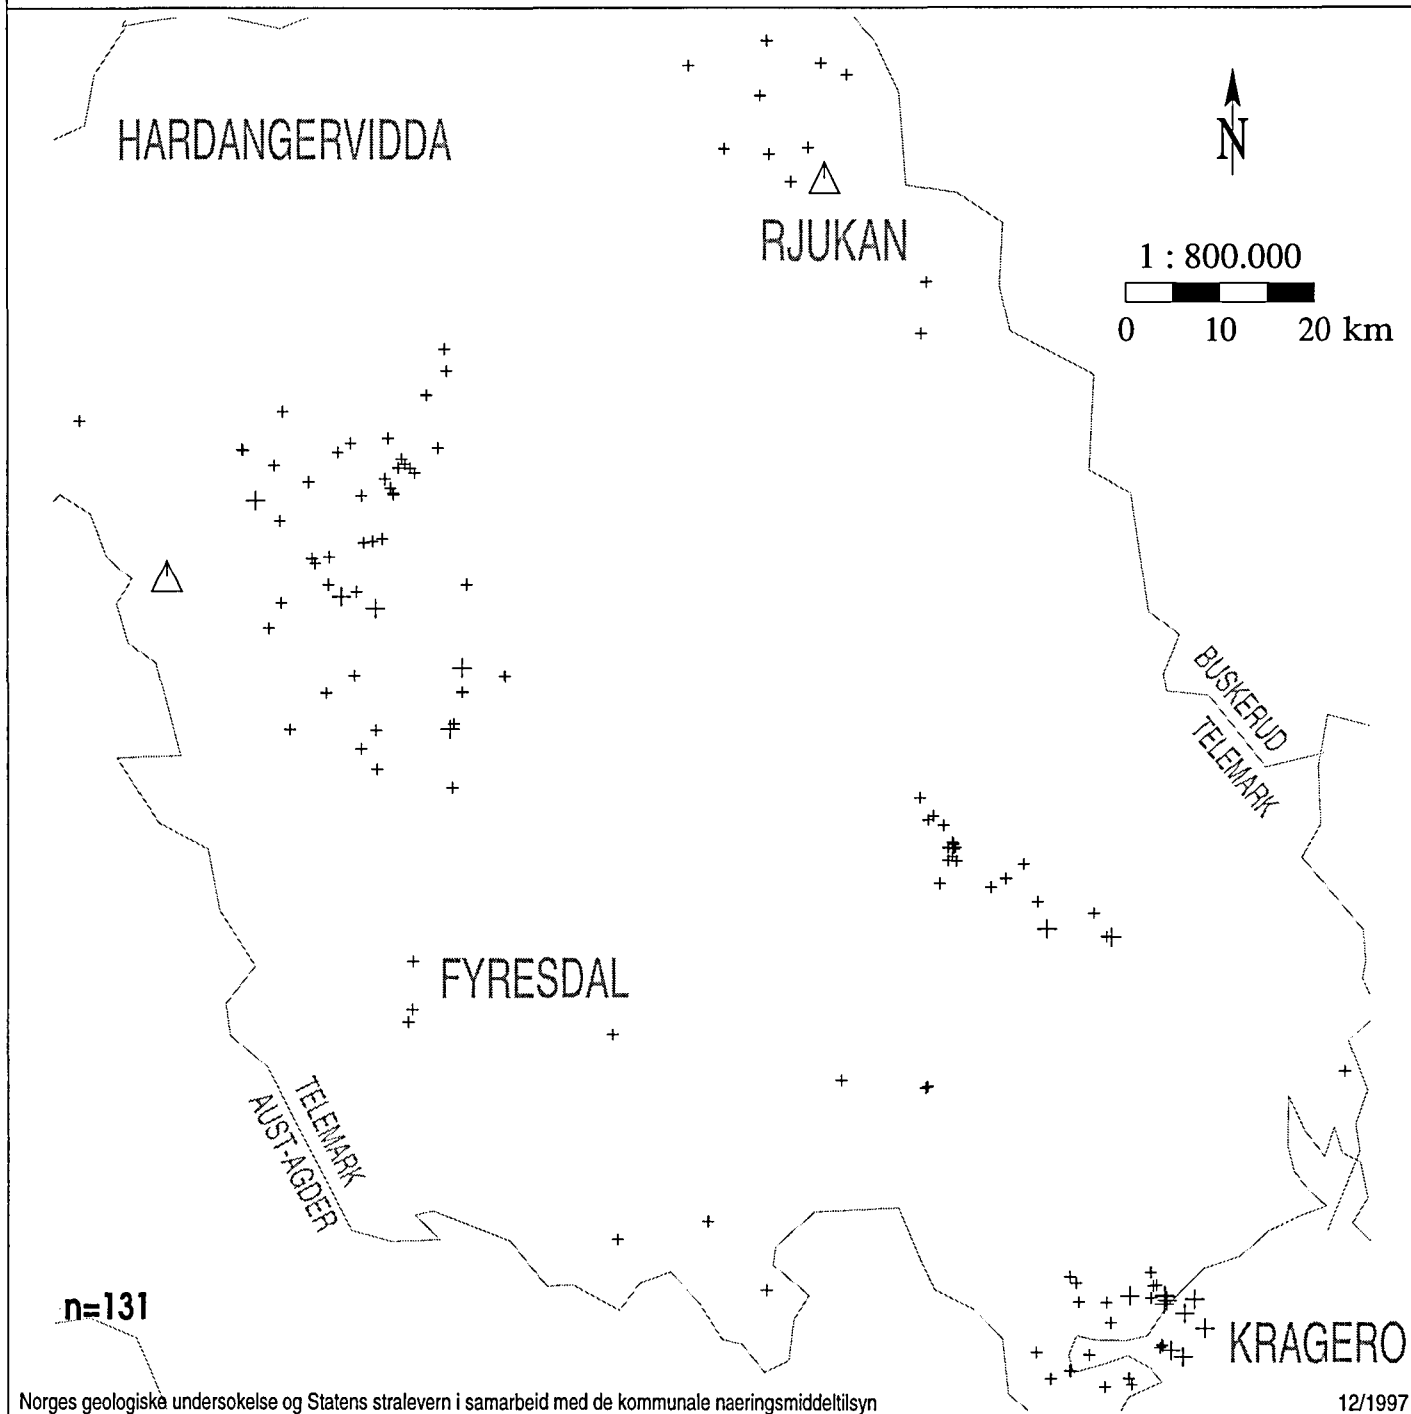 HARDANGERVIDDA
N
RJUKAN
1 : 800.000
0 10 20 km
BUSKERUD
TELEMARK
FYRESDAL
TELEMARK
AUST-AGDER
n=131
KRAGERO
Norges geologiske undersokelse og Statens stralevern i samarbeid med de kommunale naeringsmiddeltilsyn
12/1997